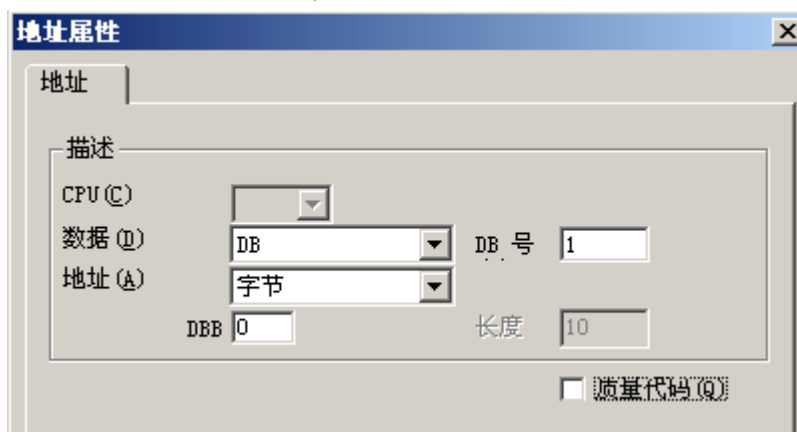 地址属性
地址
描述
CPU(C)
数据(D) DB DB 号 1
地址(A) 字节
DBB 0 长度 10
质量代码(Q)